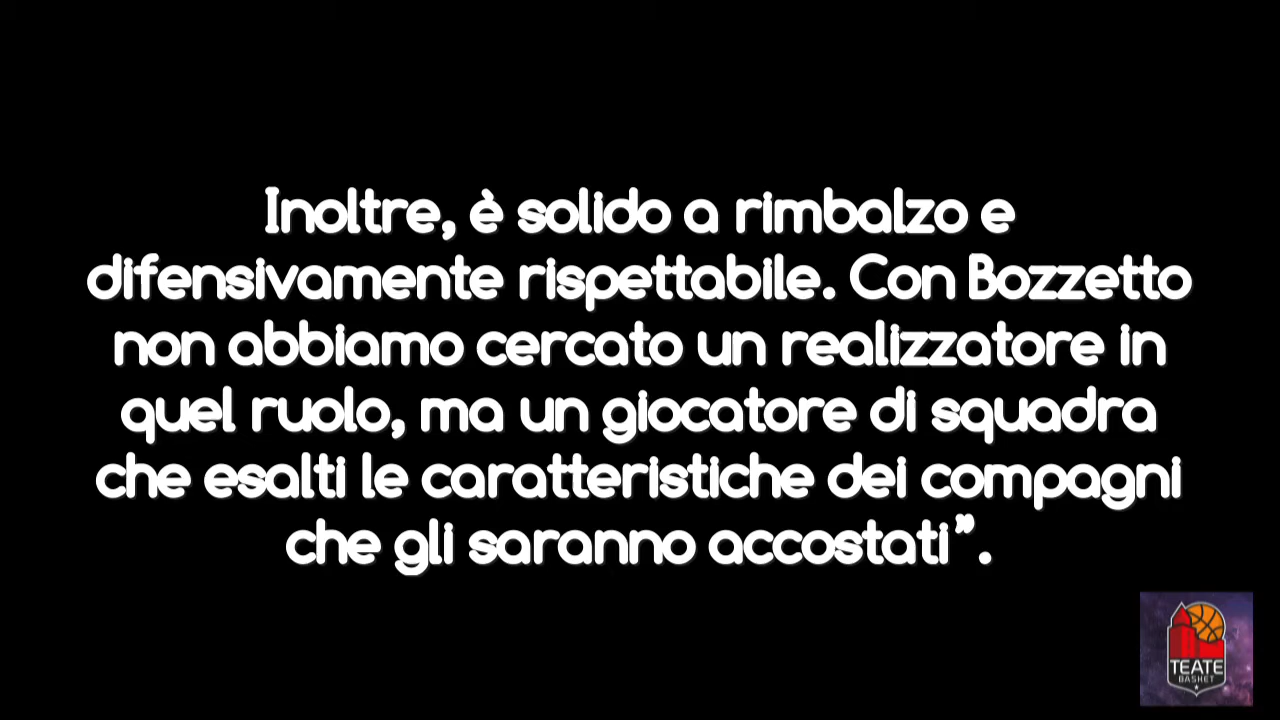 Inoltre, è solido a rimbalzo e
difensivamente rispettabile. Con Bozzetto
non abbiamo cercato un realizzatore in
quel ruolo, ma un giocatore di squadra
che esalti le caratteristiche dei compagni
che gli saranno accostati”.
TEATE
BASKET